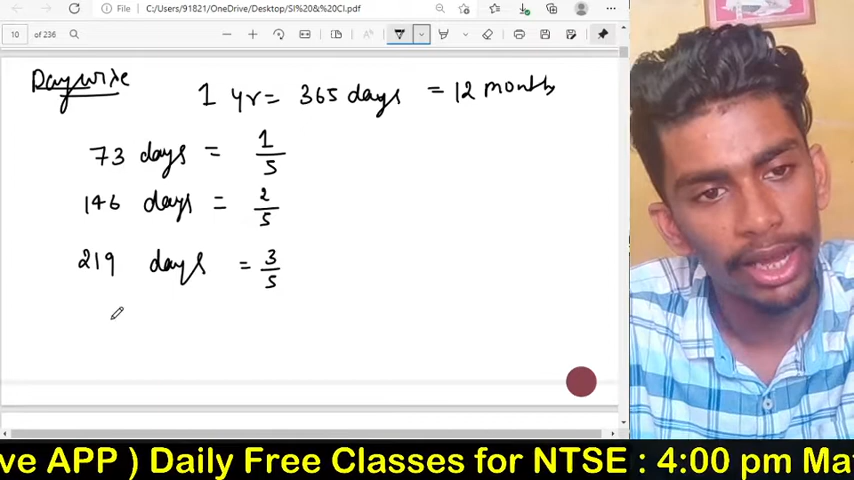 File
C:/Users/91821/OneDrive/Desktop/SI%20&%20CI.pdf
10 of 236
Daywise
1 yr = 365 days = 12 months
73 days = 1/5
146 days = 2/5
219 days = 3/5
ve APP ) Daily Free Classes for NTSE : 4:00 pm Ma